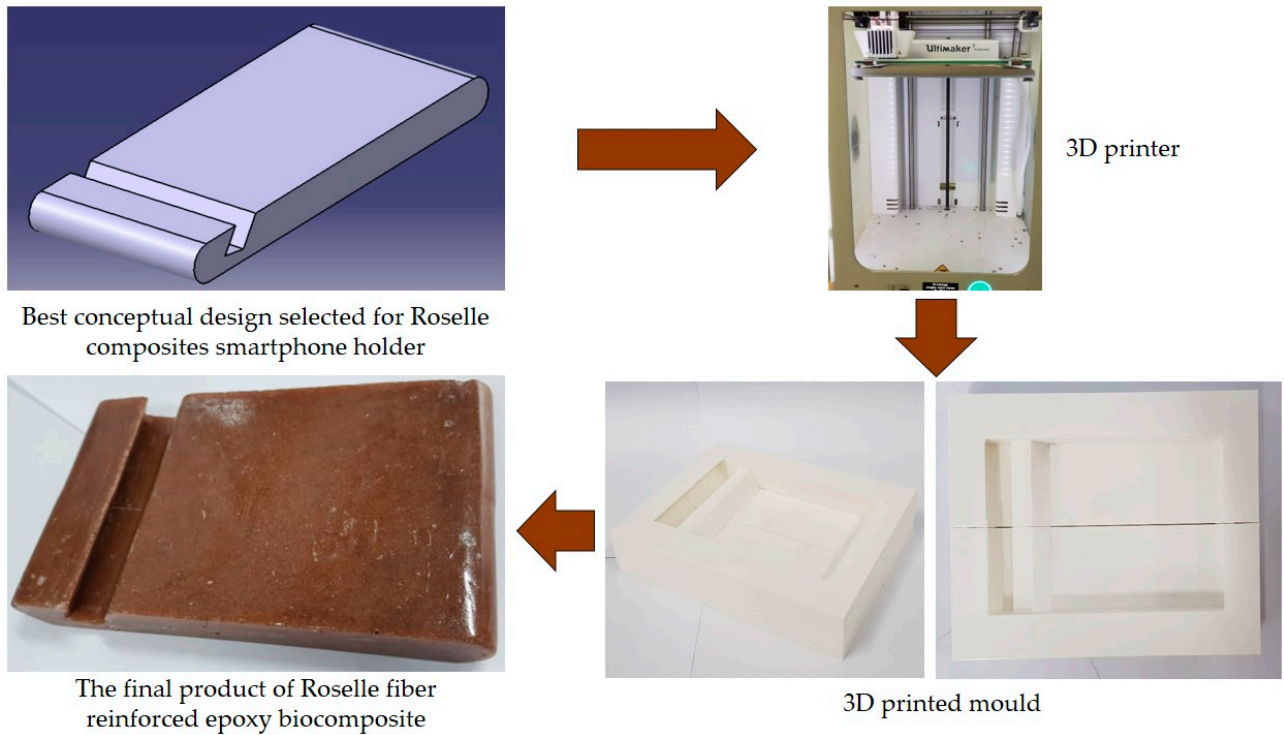 Ultimaker
3D printer
Best conceptual design selected for Roselle
composites smartphone holder
The final product of Roselle fiber
reinforced epoxy biocomposite
3D printed mould